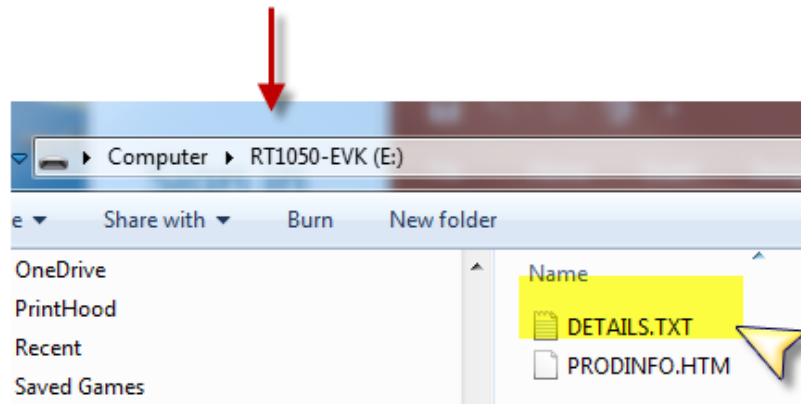 Computer RT1050-EVK (E:)
e Share with Burn New folder
OneDrive
PrintHood
Recent
Saved Games
Name
DETAILS.TXT
PRODINFO.HTM